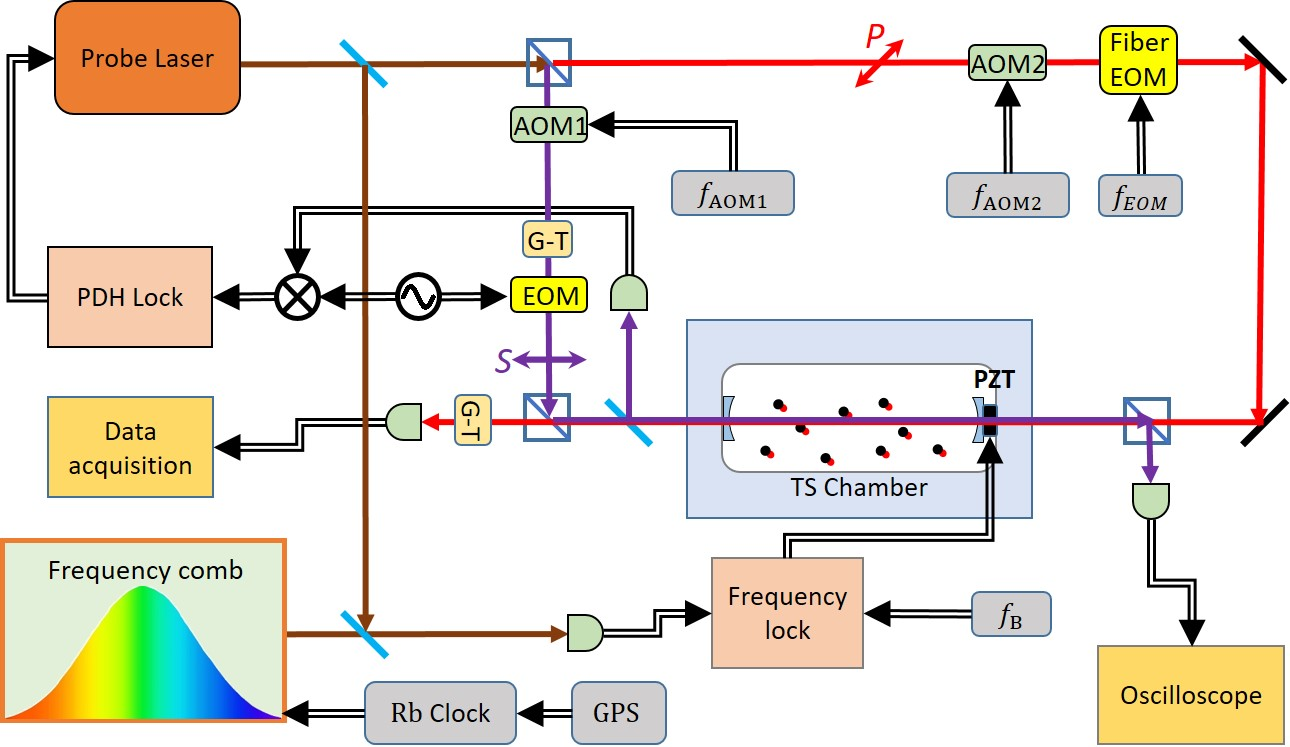 Probe Laser
P
AOM2
Fiber
EOM
AOM1
fAOM1
fAOM2
fEOM
G-T
PDH Lock
EOM
S
PZT
Data
acquisition
G-T
TS Chamber
Frequency comb
Frequency
lock
fB
Rb Clock
GPS
Oscilloscope